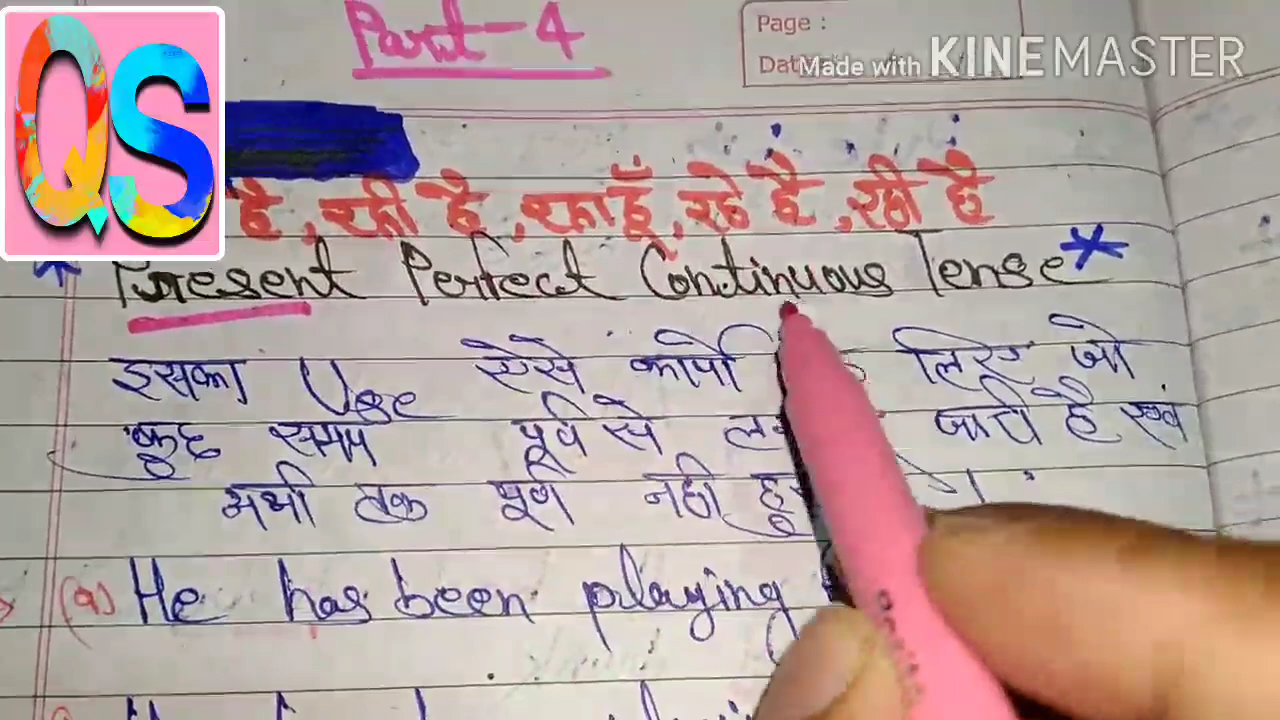 Part-4
Page :
Date
Made with KINEMASTER
QS
है, रही है, रहा हूँ, रहे है, रही है
Present Perfect Continuous Tense*
इसका Use ऐसे कार्यो लिए जो
कुछ समय पूर्व से जाते है एवं
अभी तक पूर्ण नही
(a) He has been playing